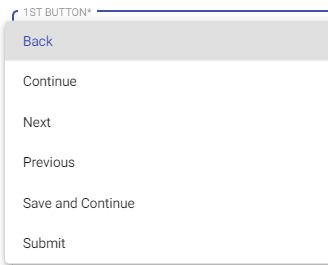 1ST BUTTON*
Back
Continue
Next
Previous
Save and Continue
Submit